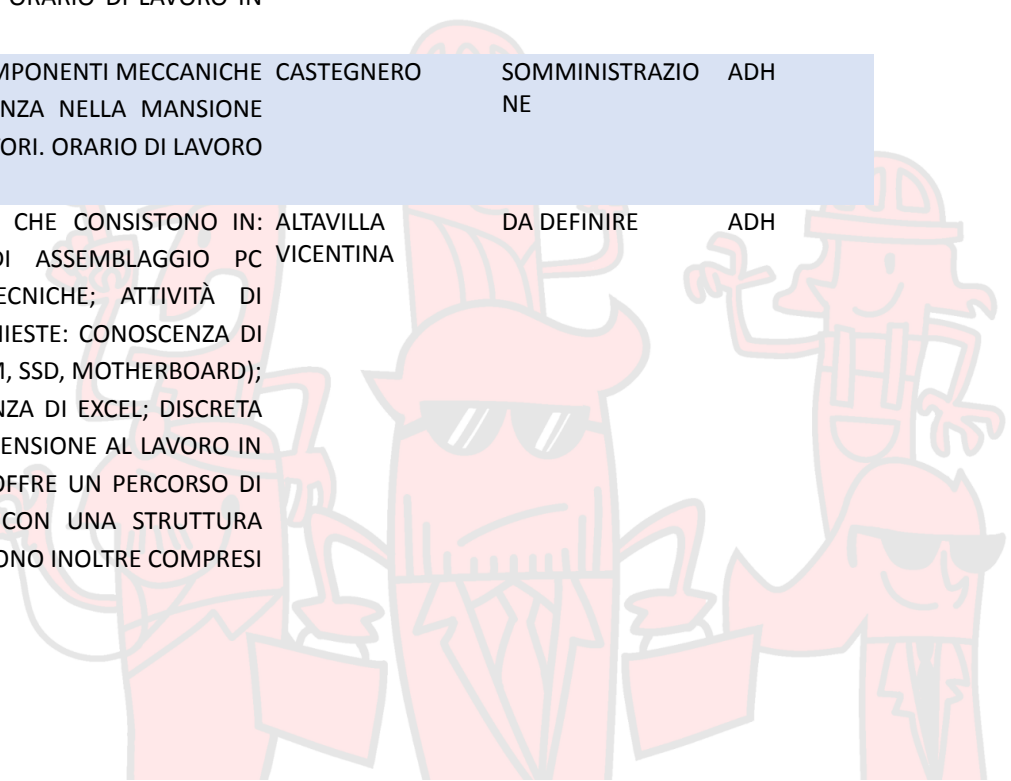 ORARIO DI LAVORO IN
MPONENTI MECCANICHE CASTEGNERO SOMMINISTRAZIO ADH
NZA NELLA MANSIONE NE
TORI. ORARIO DI LAVORO
CHE CONSISTONO IN: ALTAVILLA DA DEFINIRE ADH
DI ASSEMBLAGGIO PC VICENTINA
ECNICHE; ATTIVITÀ DI
HIESTE: CONOSCENZA DI
M, SSD, MOTHERBOARD);
NZA DI EXCEL; DISCRETA
ENSIONE AL LAVORO IN
OFFRE UN PERCORSO DI
CON UNA STRUTTURA
ONO INOLTRE COMPRESI